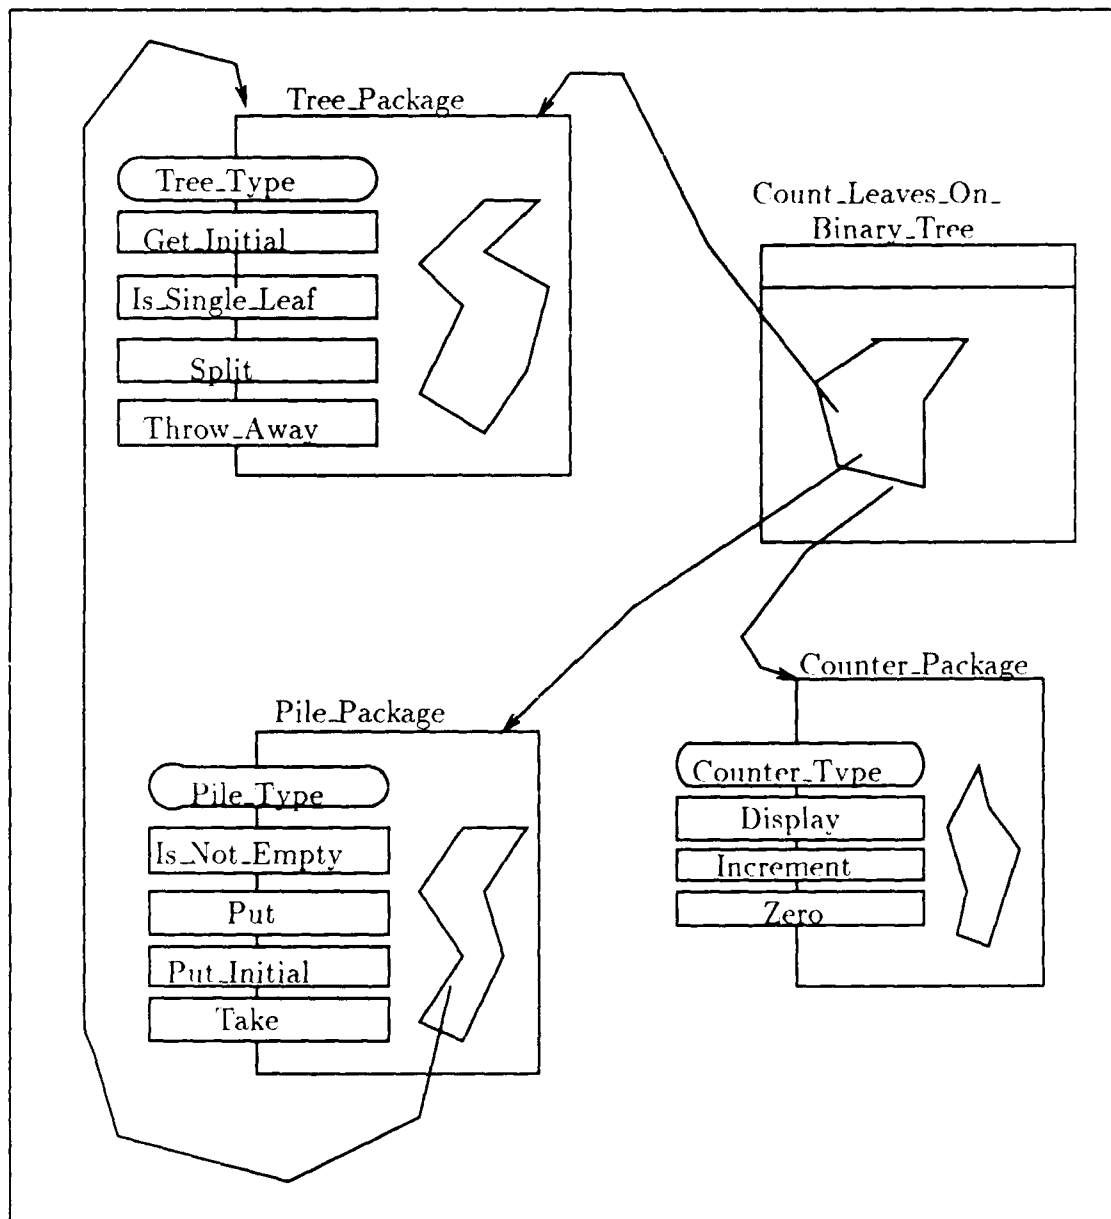 Tree_Package
Tree_Type
Get_Initial
Is_Single_Leaf
Split
Throw_Away
Count_Leaves_On_
Binary_Tree
Pile_Package
Pile_Type
Is_Not_Empty
Put
Put_Initial
Take
Counter_Package
Counter_Type
Display
Increment
Zero